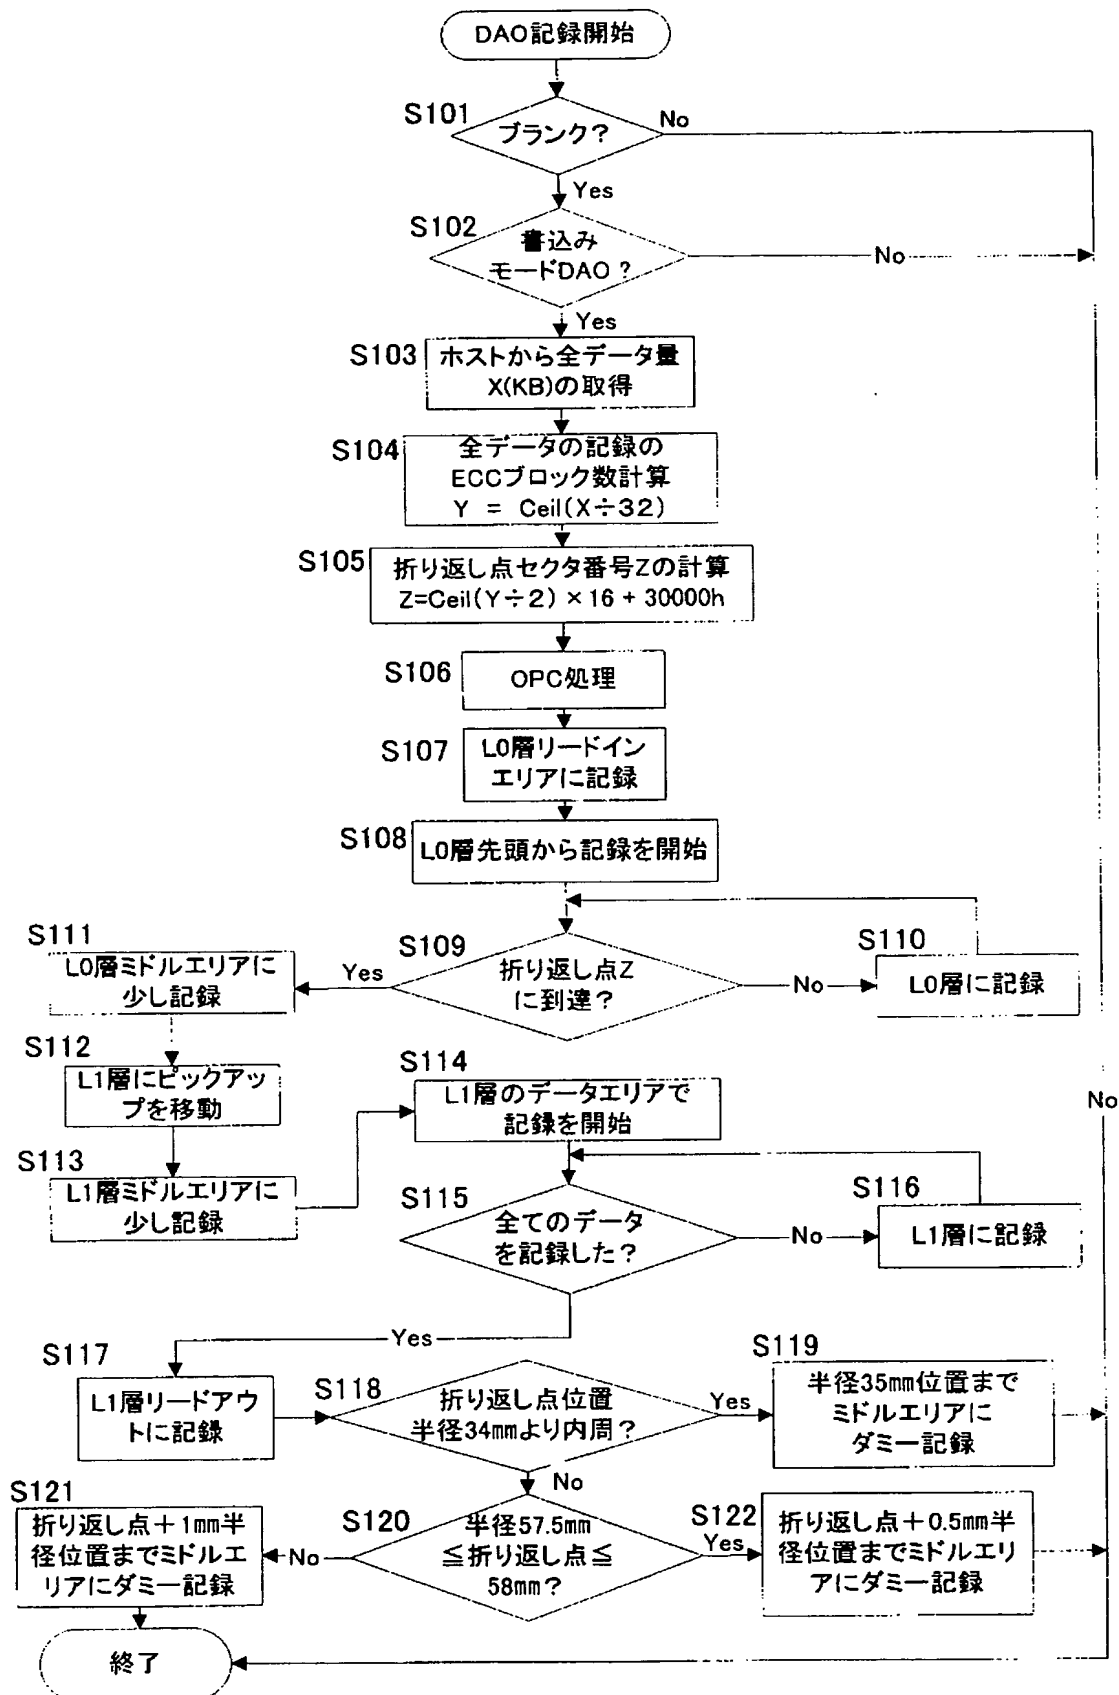 DAO記録開始
S101
ブランク?
No
Yes
S102
書込み
モードDAO?
No
Yes
S103
ホストから全データ量
X(KB)の取得
S104
全データの記録の
ECCブロック数計算
Y = Ceil(X÷32)
S105
折り返し点セクタ番号Zの計算
Z=Ceil(Y÷2)×16+30000h
S106
OPC処理
S107
L0層リードイン
エリアに記録
S108
L0層先頭から記録を開始
S109
折り返し点Z
に到達?
Yes
No
S110
L0層に記録
S111
L0層ミドルエリアに
少し記録
S112
L1層にピックアッ
プを移動
S113
L1層ミドルエリアに
少し記録
S114
L1層のデータエリアで
記録を開始
No
S115
全てのデータ
を記録した?
No
S116
L1層に記録
Yes
S117
L1層リードアウ
トに記録
S118
折り返し点位置
半径34mmより内周?
Yes
S119
半径35mm位置まで
ミドルエリアに
ダミー記録
No
S120
半径57.5mm
≦折り返し点≦
58mm?
No
Yes
S121
折り返し点+1mm半
径位置までミドルエ
リアにダミー記録
S122
折り返し点+0.5mm半
径位置までミドルエリ
アにダミー記録
終了